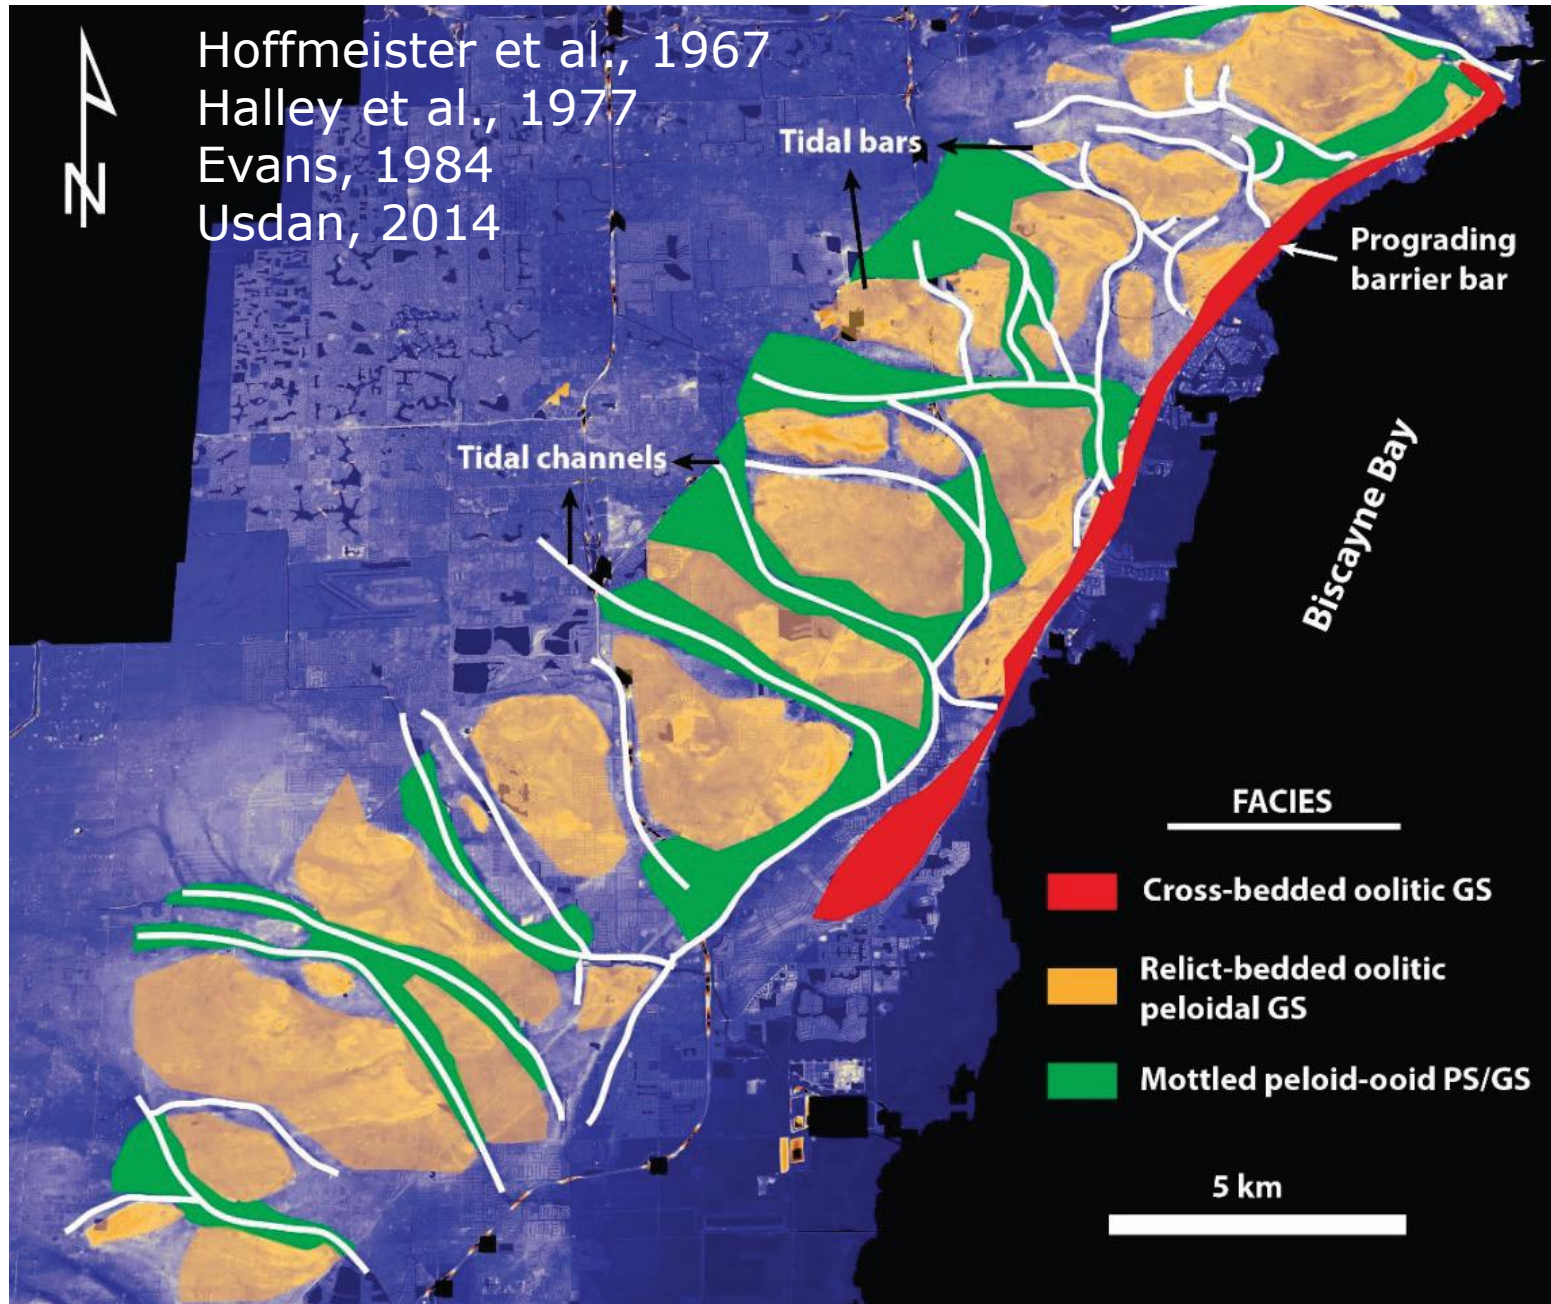 Hoffmeister et al., 1967
Halley et al., 1977
Evans, 1984
Usdan, 2014
N
Tidal bars
Prograding
barrier bar
Tidal channels
Biscayne Bay
FACIES
Cross-bedded oolitic GS
Relict-bedded oolitic
peloidal GS
Mottled peloid-ooid PS/GS
5 km